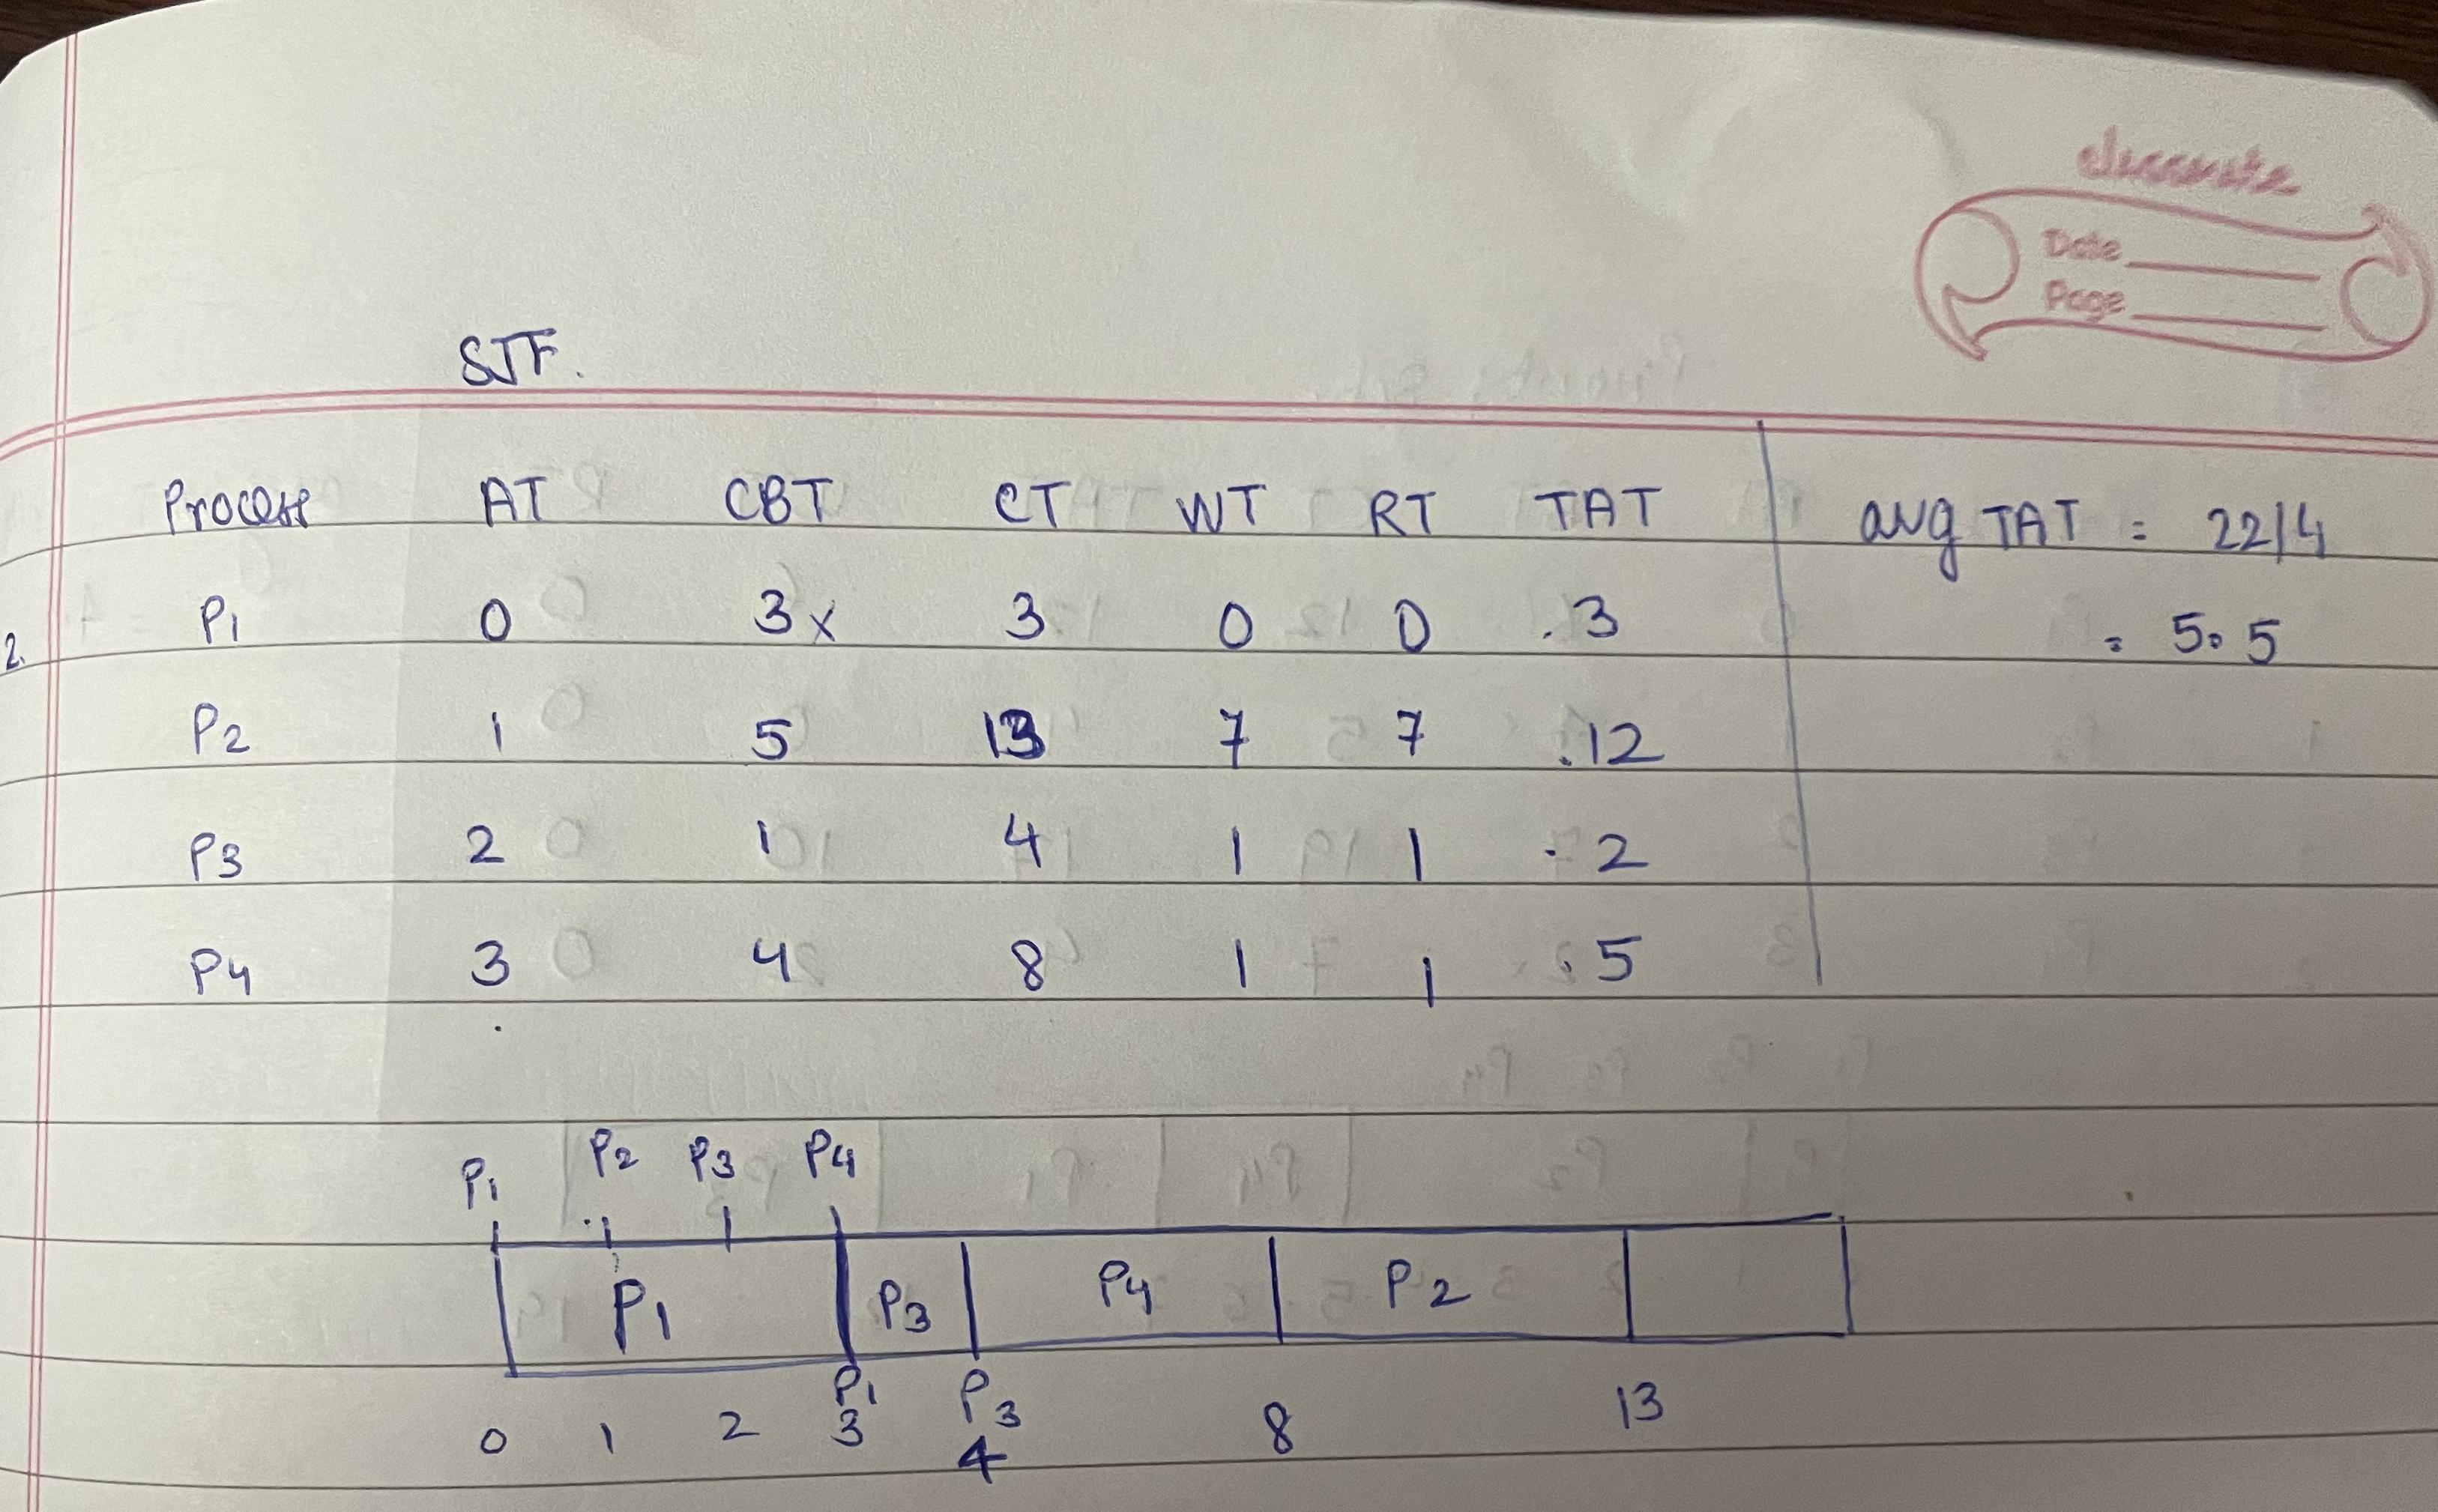 classmate
Date
Page
SJF.
Process AT CBT CT WT RT TAT avg TAT = 22/4
2. P1 0 3x 3 0 0 .3 = 5.5
P2 1 5 13 7 7 .12
P3 2 1 4 1 1 .2
P4 3 4 8 1 1 .5
P1 P2 P3 P4
P1 P3 P4 P2
P1 P3
0 1 2 3 4 8 13